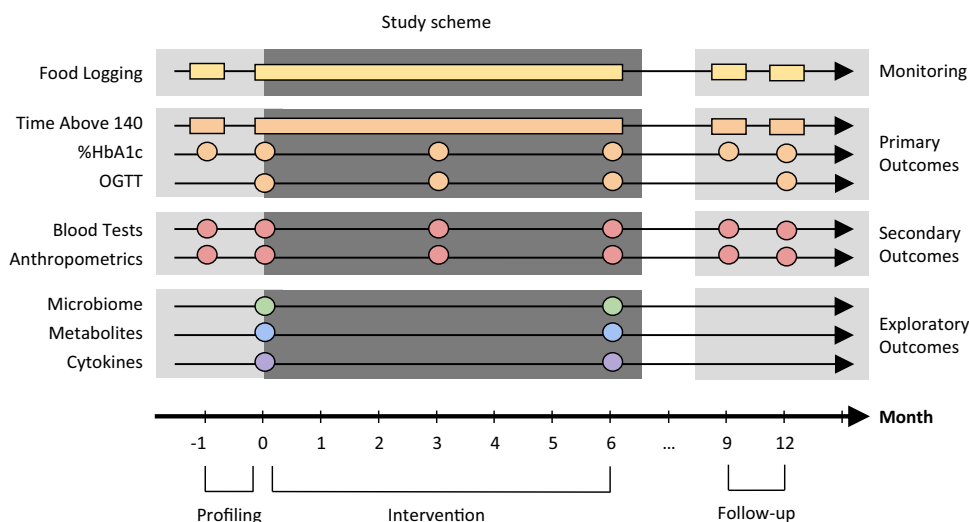 Study scheme
Food Logging
Monitoring
Time Above 140
%HbA1c
OGTT
Primary
Outcomes
Blood Tests
Anthropometrics
Secondary
Outcomes
Microbiome
Metabolites
Cytokines
Exploratory
Outcomes
Month
-1 0 1 2 3 4 5 6 ... 9 12
Profiling Intervention Follow-up